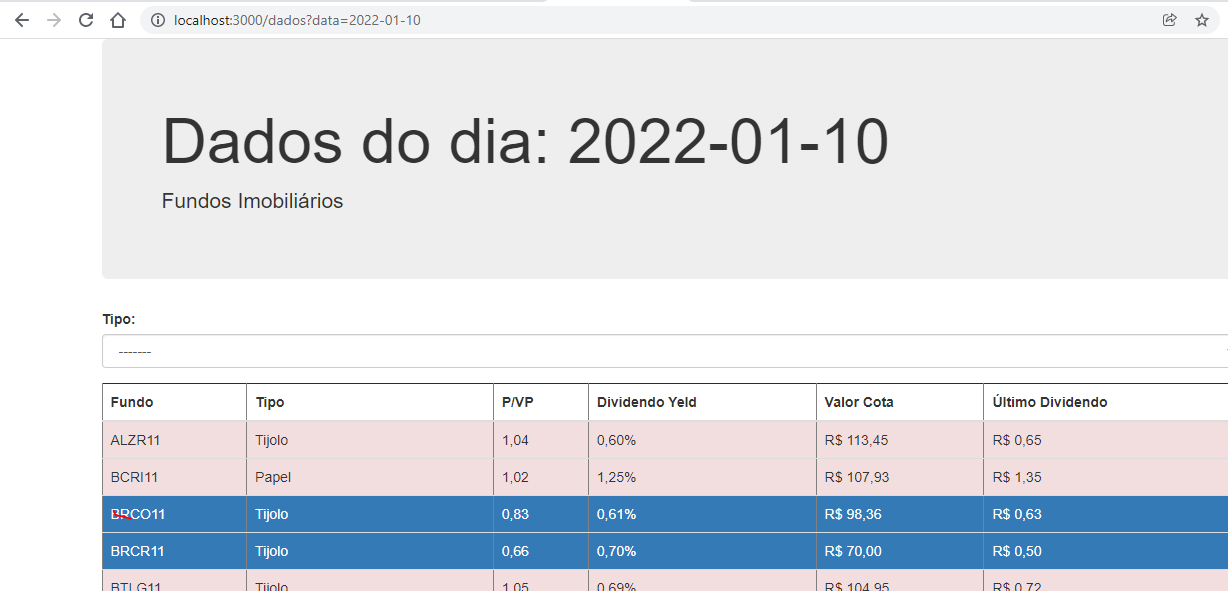 localhost:3000/dados?data=2022-01-10
Dados do dia: 2022-01-10
Fundos Imobiliários
Tipo:
-------
Fundo Tipo P/VP Dividendo Yeld Valor Cota Último Dividendo
ALZR11 Tijolo 1,04 0,60% R$ 113,45 R$ 0,65
BCRI11 Papel 1,02 1,25% R$ 107,93 R$ 1,35
BRCO11 Tijolo 0,83 0,61% R$ 98,36 R$ 0,63
BRCR11 Tijolo 0,66 0,70% R$ 70,00 R$ 0,50
BTLG11 Tijolo 1,05 0,69% R$ 104,95 R$ 0,72